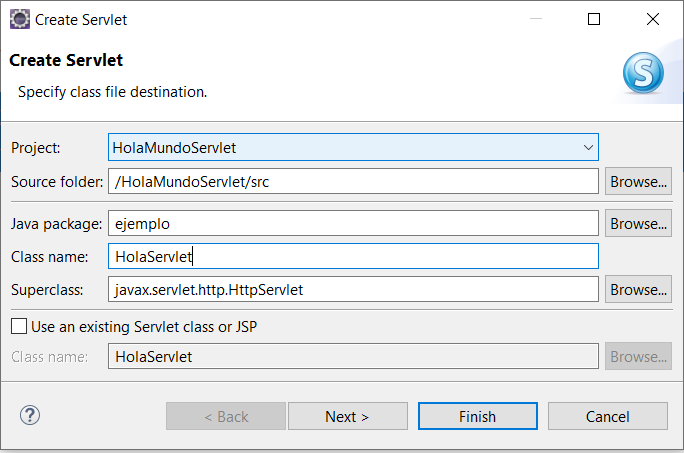 Create Servlet
Create Servlet
Specify class file destination.
S
Project: HolaMundoServlet
Source folder: /HolaMundoServlet/src Browse...
Java package: ejemplo Browse...
Class name: HolaServlet
Superclass: javax.servlet.http.HttpServlet Browse...
Use an existing Servlet class or JSP
Class name: HolaServlet Browse...
? < Back Next > Finish Cancel